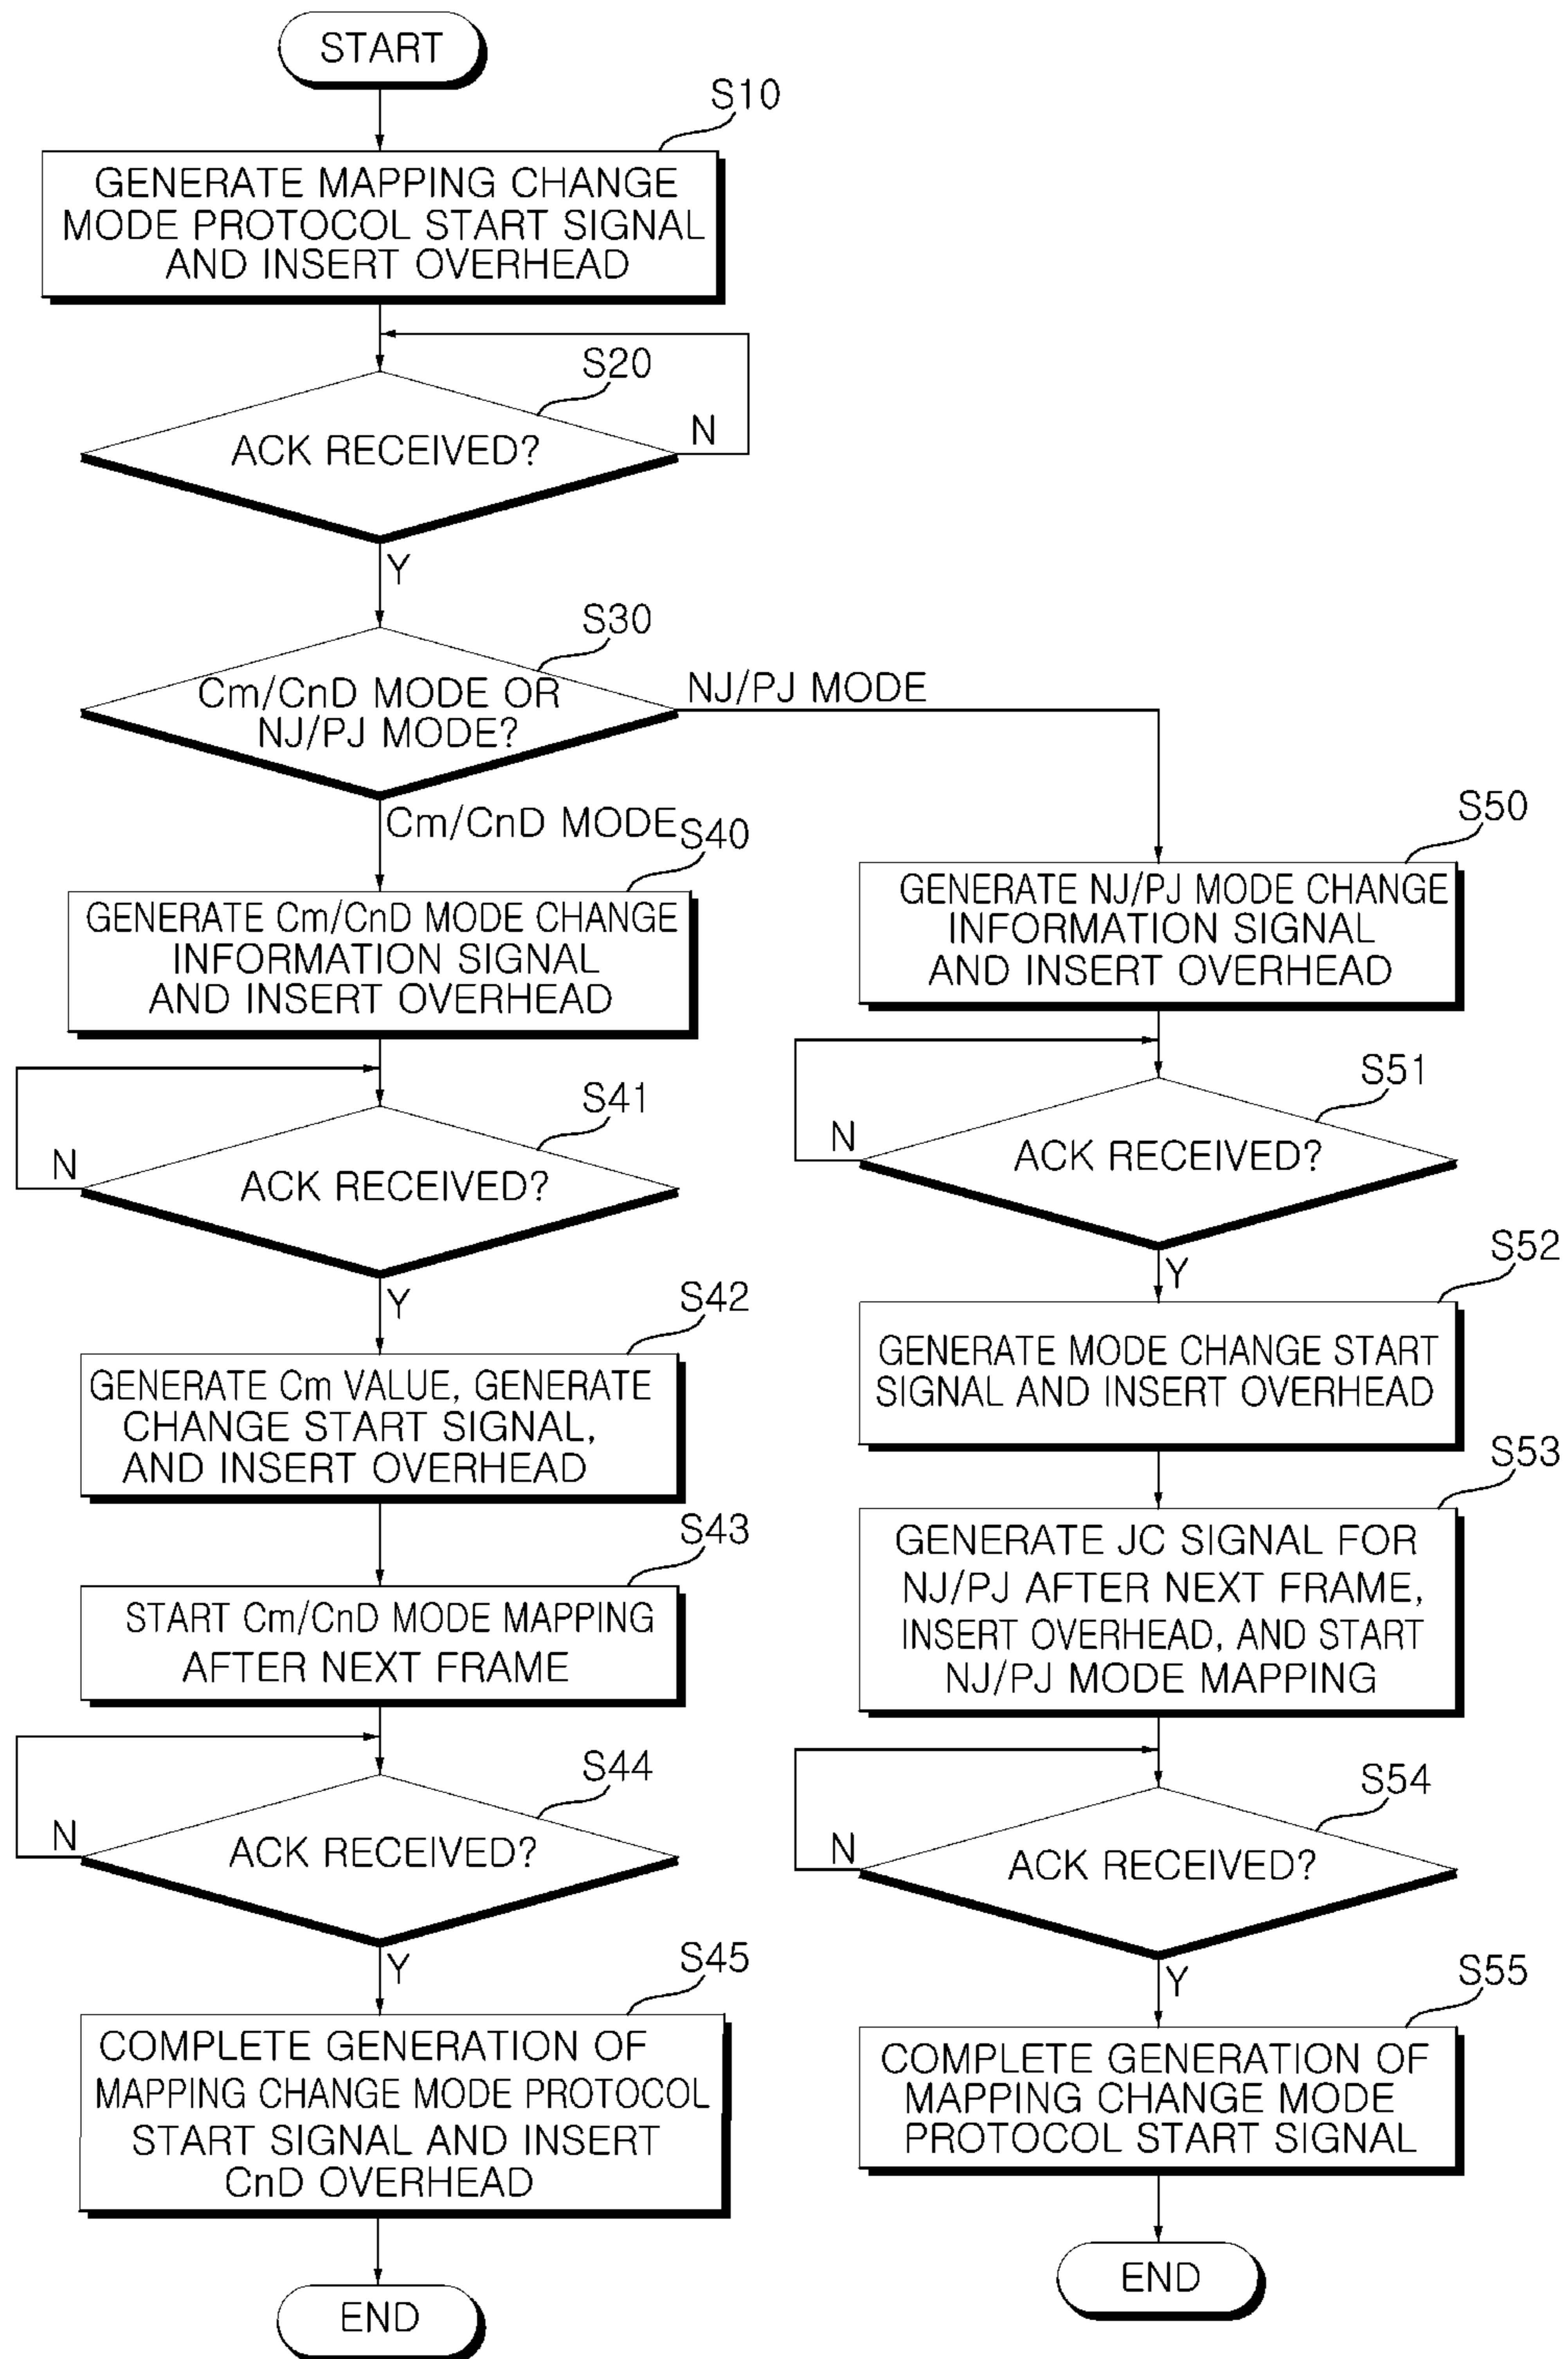 START
S10
GENERATE MAPPING CHANGE
MODE PROTOCOL START SIGNAL
AND INSERT OVERHEAD
S20
ACK RECEIVED?
N
Y
S30
Cm/CnD MODE OR
NJ/PJ MODE?
NJ/PJ MODE
Cm/CnD MODE
S40
GENERATE Cm/CnD MODE CHANGE
INFORMATION SIGNAL
AND INSERT OVERHEAD
S41
ACK RECEIVED?
N
Y
S42
GENERATE Cm VALUE, GENERATE
CHANGE START SIGNAL,
AND INSERT OVERHEAD
S43
START Cm/CnD MODE MAPPING
AFTER NEXT FRAME
S44
ACK RECEIVED?
N
Y
S45
COMPLETE GENERATION OF
MAPPING CHANGE MODE PROTOCOL
START SIGNAL AND INSERT
CnD OVERHEAD
END
S50
GENERATE NJ/PJ MODE CHANGE
INFORMATION SIGNAL
AND INSERT OVERHEAD
S51
ACK RECEIVED?
N
Y
S52
GENERATE MODE CHANGE START
SIGNAL AND INSERT OVERHEAD
S53
GENERATE JC SIGNAL FOR
NJ/PJ AFTER NEXT FRAME,
INSERT OVERHEAD, AND START
NJ/PJ MODE MAPPING
S54
ACK RECEIVED?
N
Y
S55
COMPLETE GENERATION OF
MAPPING CHANGE MODE
PROTOCOL START SIGNAL
END